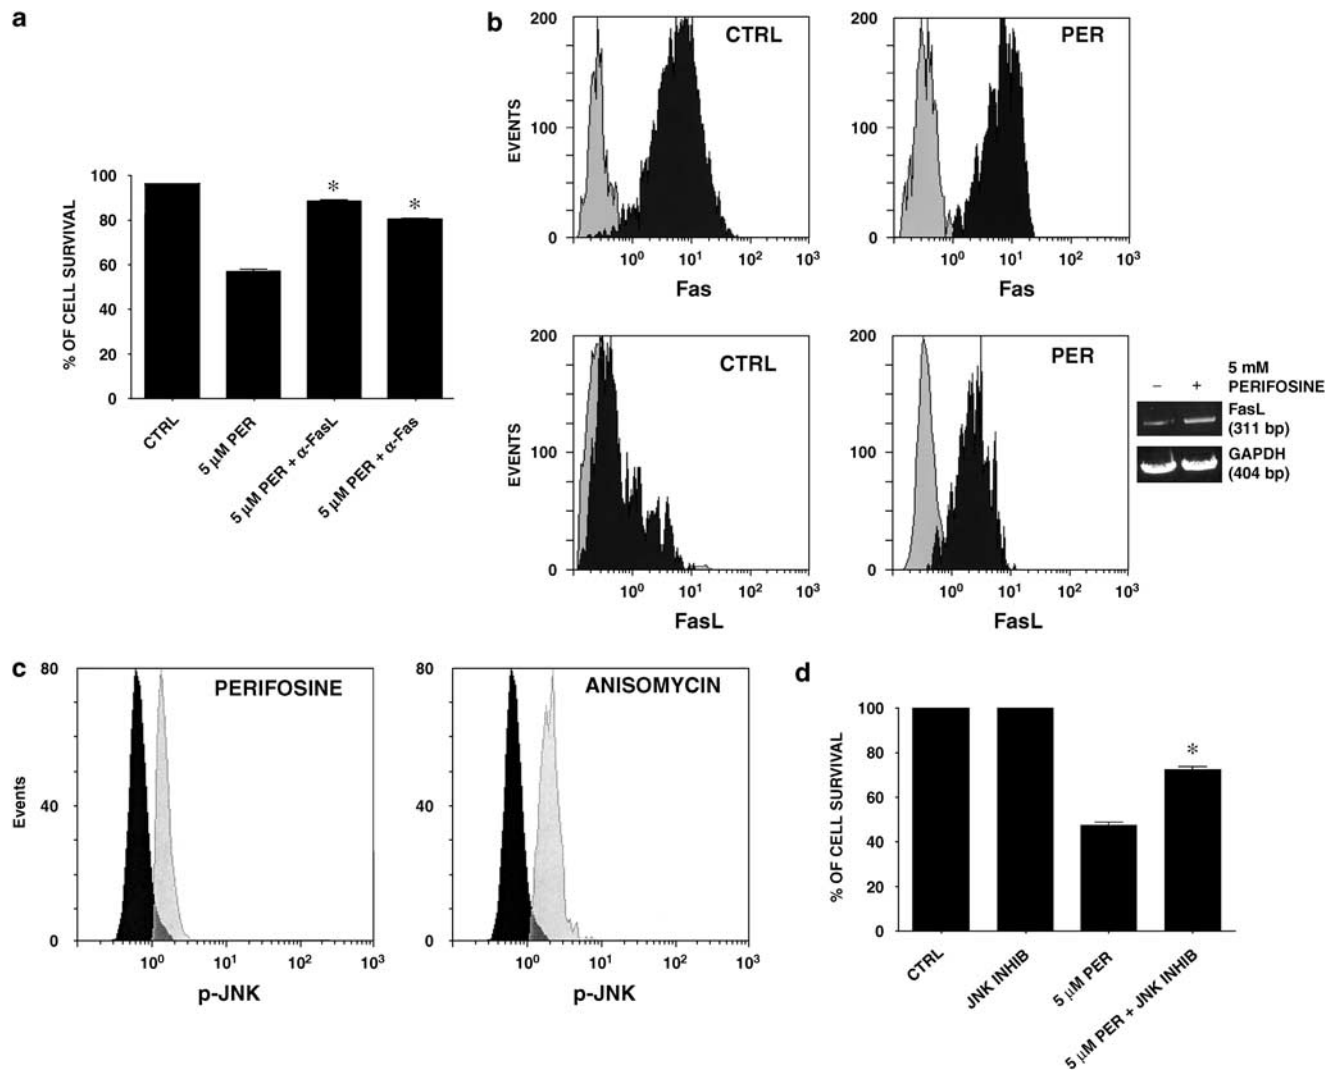 a
% OF CELL SURVIVAL
100
80
60
40
20
0
*
*
CTRL
5 µM PER
5 µM PER + α-FasL
5 µM PER + α-Fas
b
EVENTS
200
100
0
CTRL
10⁰ 10¹ 10² 10³
Fas
200
100
0
PER
10⁰ 10¹ 10² 10³
Fas
EVENTS
200
100
0
CTRL
10⁰ 10¹ 10² 10³
FasL
200
100
0
PER
10⁰ 10¹ 10² 10³
FasL
5 mM
– + PERIFOSINE
FasL
(311 bp)
GAPDH
(404 bp)
c
Events
80
40
0
PERIFOSINE
10⁰ 10¹ 10² 10³
p-JNK
80
40
0
ANISOMYCIN
10⁰ 10¹ 10² 10³
p-JNK
d
% OF CELL SURVIVAL
100
80
60
40
20
0
*
CTRL
JNK INHIB
5 µM PER
5 µM PER + JNK INHIB